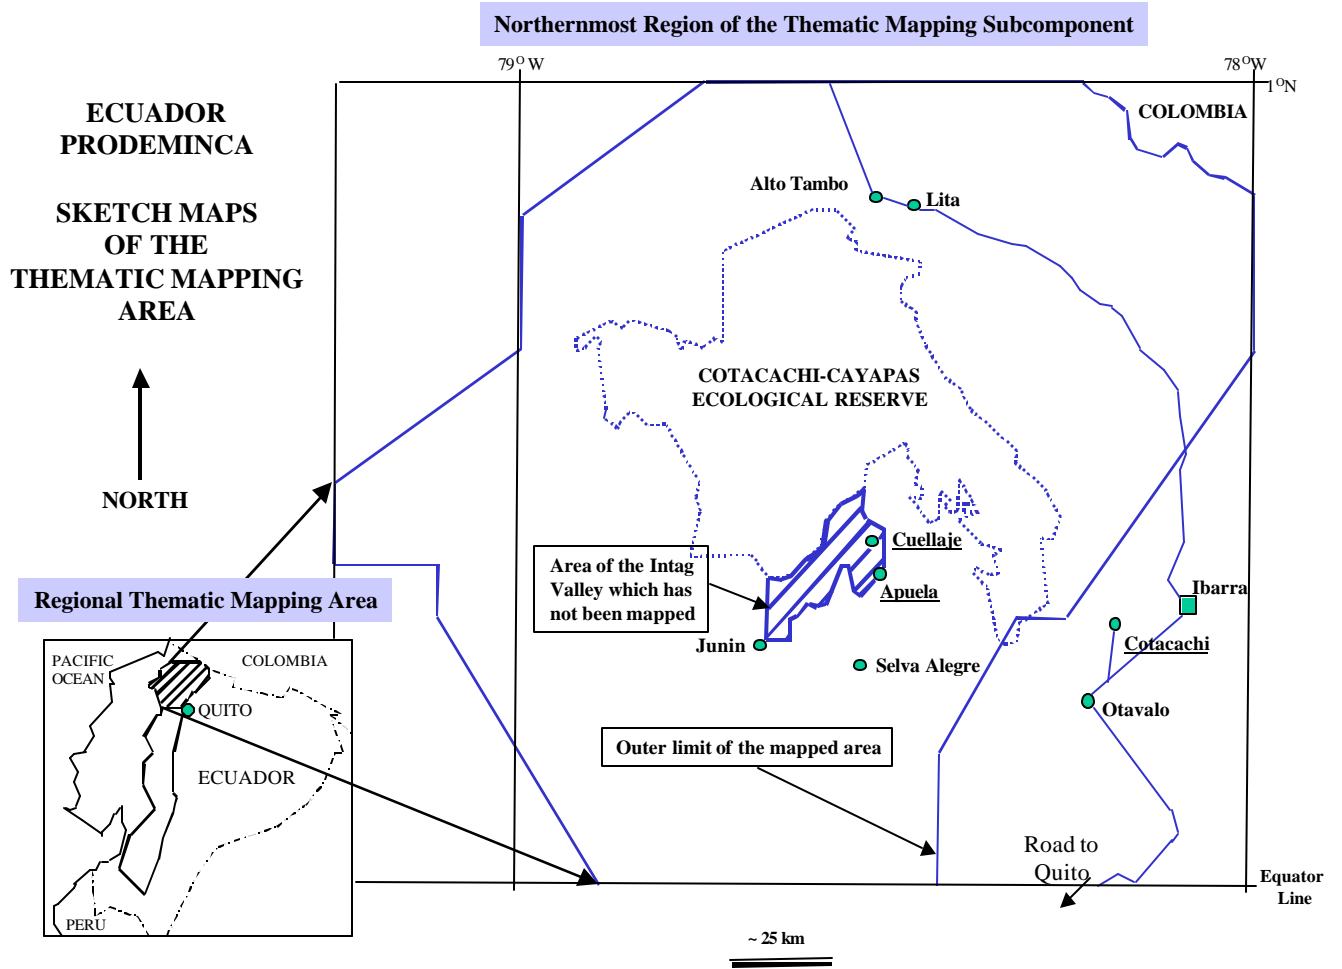 Northernmost Region of the Thematic Mapping Subcomponent
79° W
78°W
1°N
ECUADOR
PRODEMINCA
SKETCH MAPS
OF THE
THEMATIC MAPPING
AREA
NORTH
COLOMBIA
Alto Tambo
Lita
COTACACHI-CAYAPAS
ECOLOGICAL RESERVE
Cuellaje
Area of the Intag
Valley which has
not been mapped
Apuela
Ibarra
Junin
Cotacachi
Selva Alegre
Otavalo
Outer limit of the mapped area
Road to
Quito
Equator
Line
~ 25 km
Regional Thematic Mapping Area
PACIFIC
OCEAN
COLOMBIA
QUITO
ECUADOR
PERU